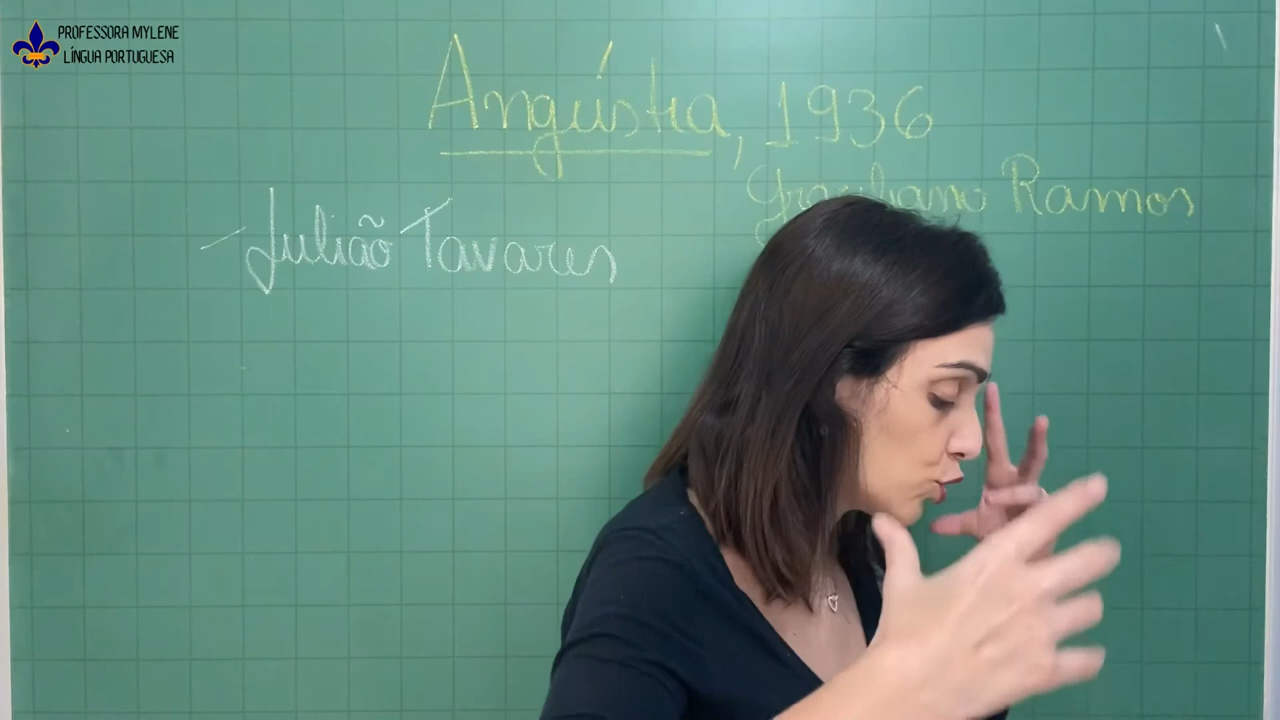 PROFESSORA MYLENE
LÍNGUA PORTUGUESA
Angústia, 1936
Graciliano Ramos
- Julião Tavares